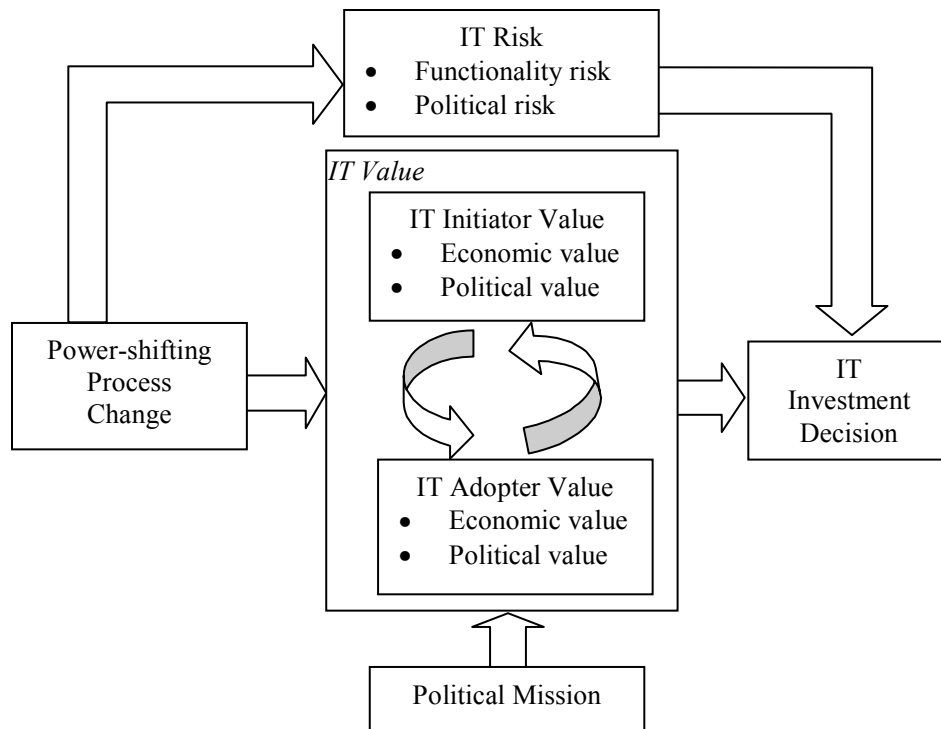 IT Risk
• Functionality risk
• Political risk
IT Value
IT Initiator Value
• Economic value
• Political value
Power-shifting
Process
Change
IT
Investment
Decision
IT Adopter Value
• Economic value
• Political value
Political Mission